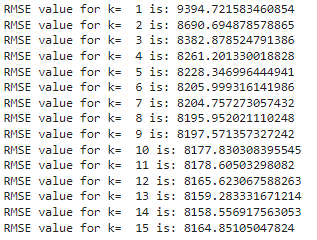 RMSE value for k=  1 is: 9394.721583460854
RMSE value for k=  2 is: 8690.694878578865
RMSE value for k=  3 is: 8382.878524791386
RMSE value for k=  4 is: 8261.201330018828
RMSE value for k=  5 is: 8228.346996444941
RMSE value for k=  6 is: 8205.999316141986
RMSE value for k=  7 is: 8204.757273057432
RMSE value for k=  8 is: 8195.952021110248
RMSE value for k=  9 is: 8197.571357327242
RMSE value for k=  10 is: 8177.830308395545
RMSE value for k=  11 is: 8178.60503298082
RMSE value for k=  12 is: 8165.623067588263
RMSE value for k=  13 is: 8159.283331671214
RMSE value for k=  14 is: 8158.556917563053
RMSE value for k=  15 is: 8164.85105047824